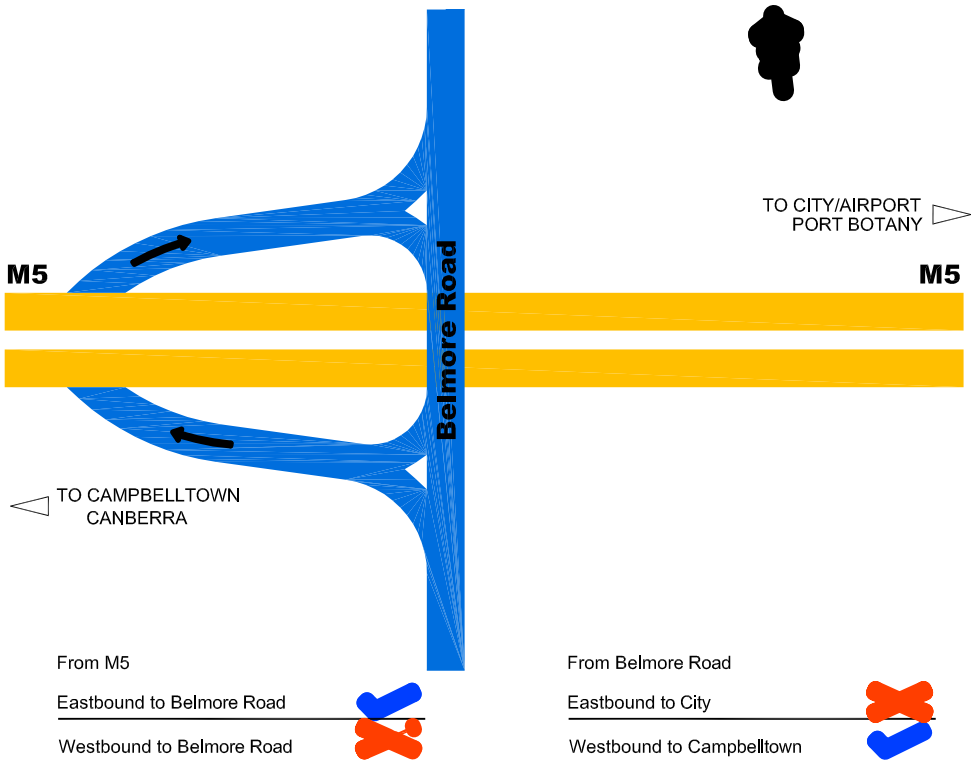 TO CITY/AIRPORT
PORT BOTANY
M5
M5
Belmore Road
TO CAMPBELLTOWN
CANBERRA
From M5
Eastbound to Belmore Road
Westbound to Belmore Road
From Belmore Road
Eastbound to City
Westbound to Campbelltown